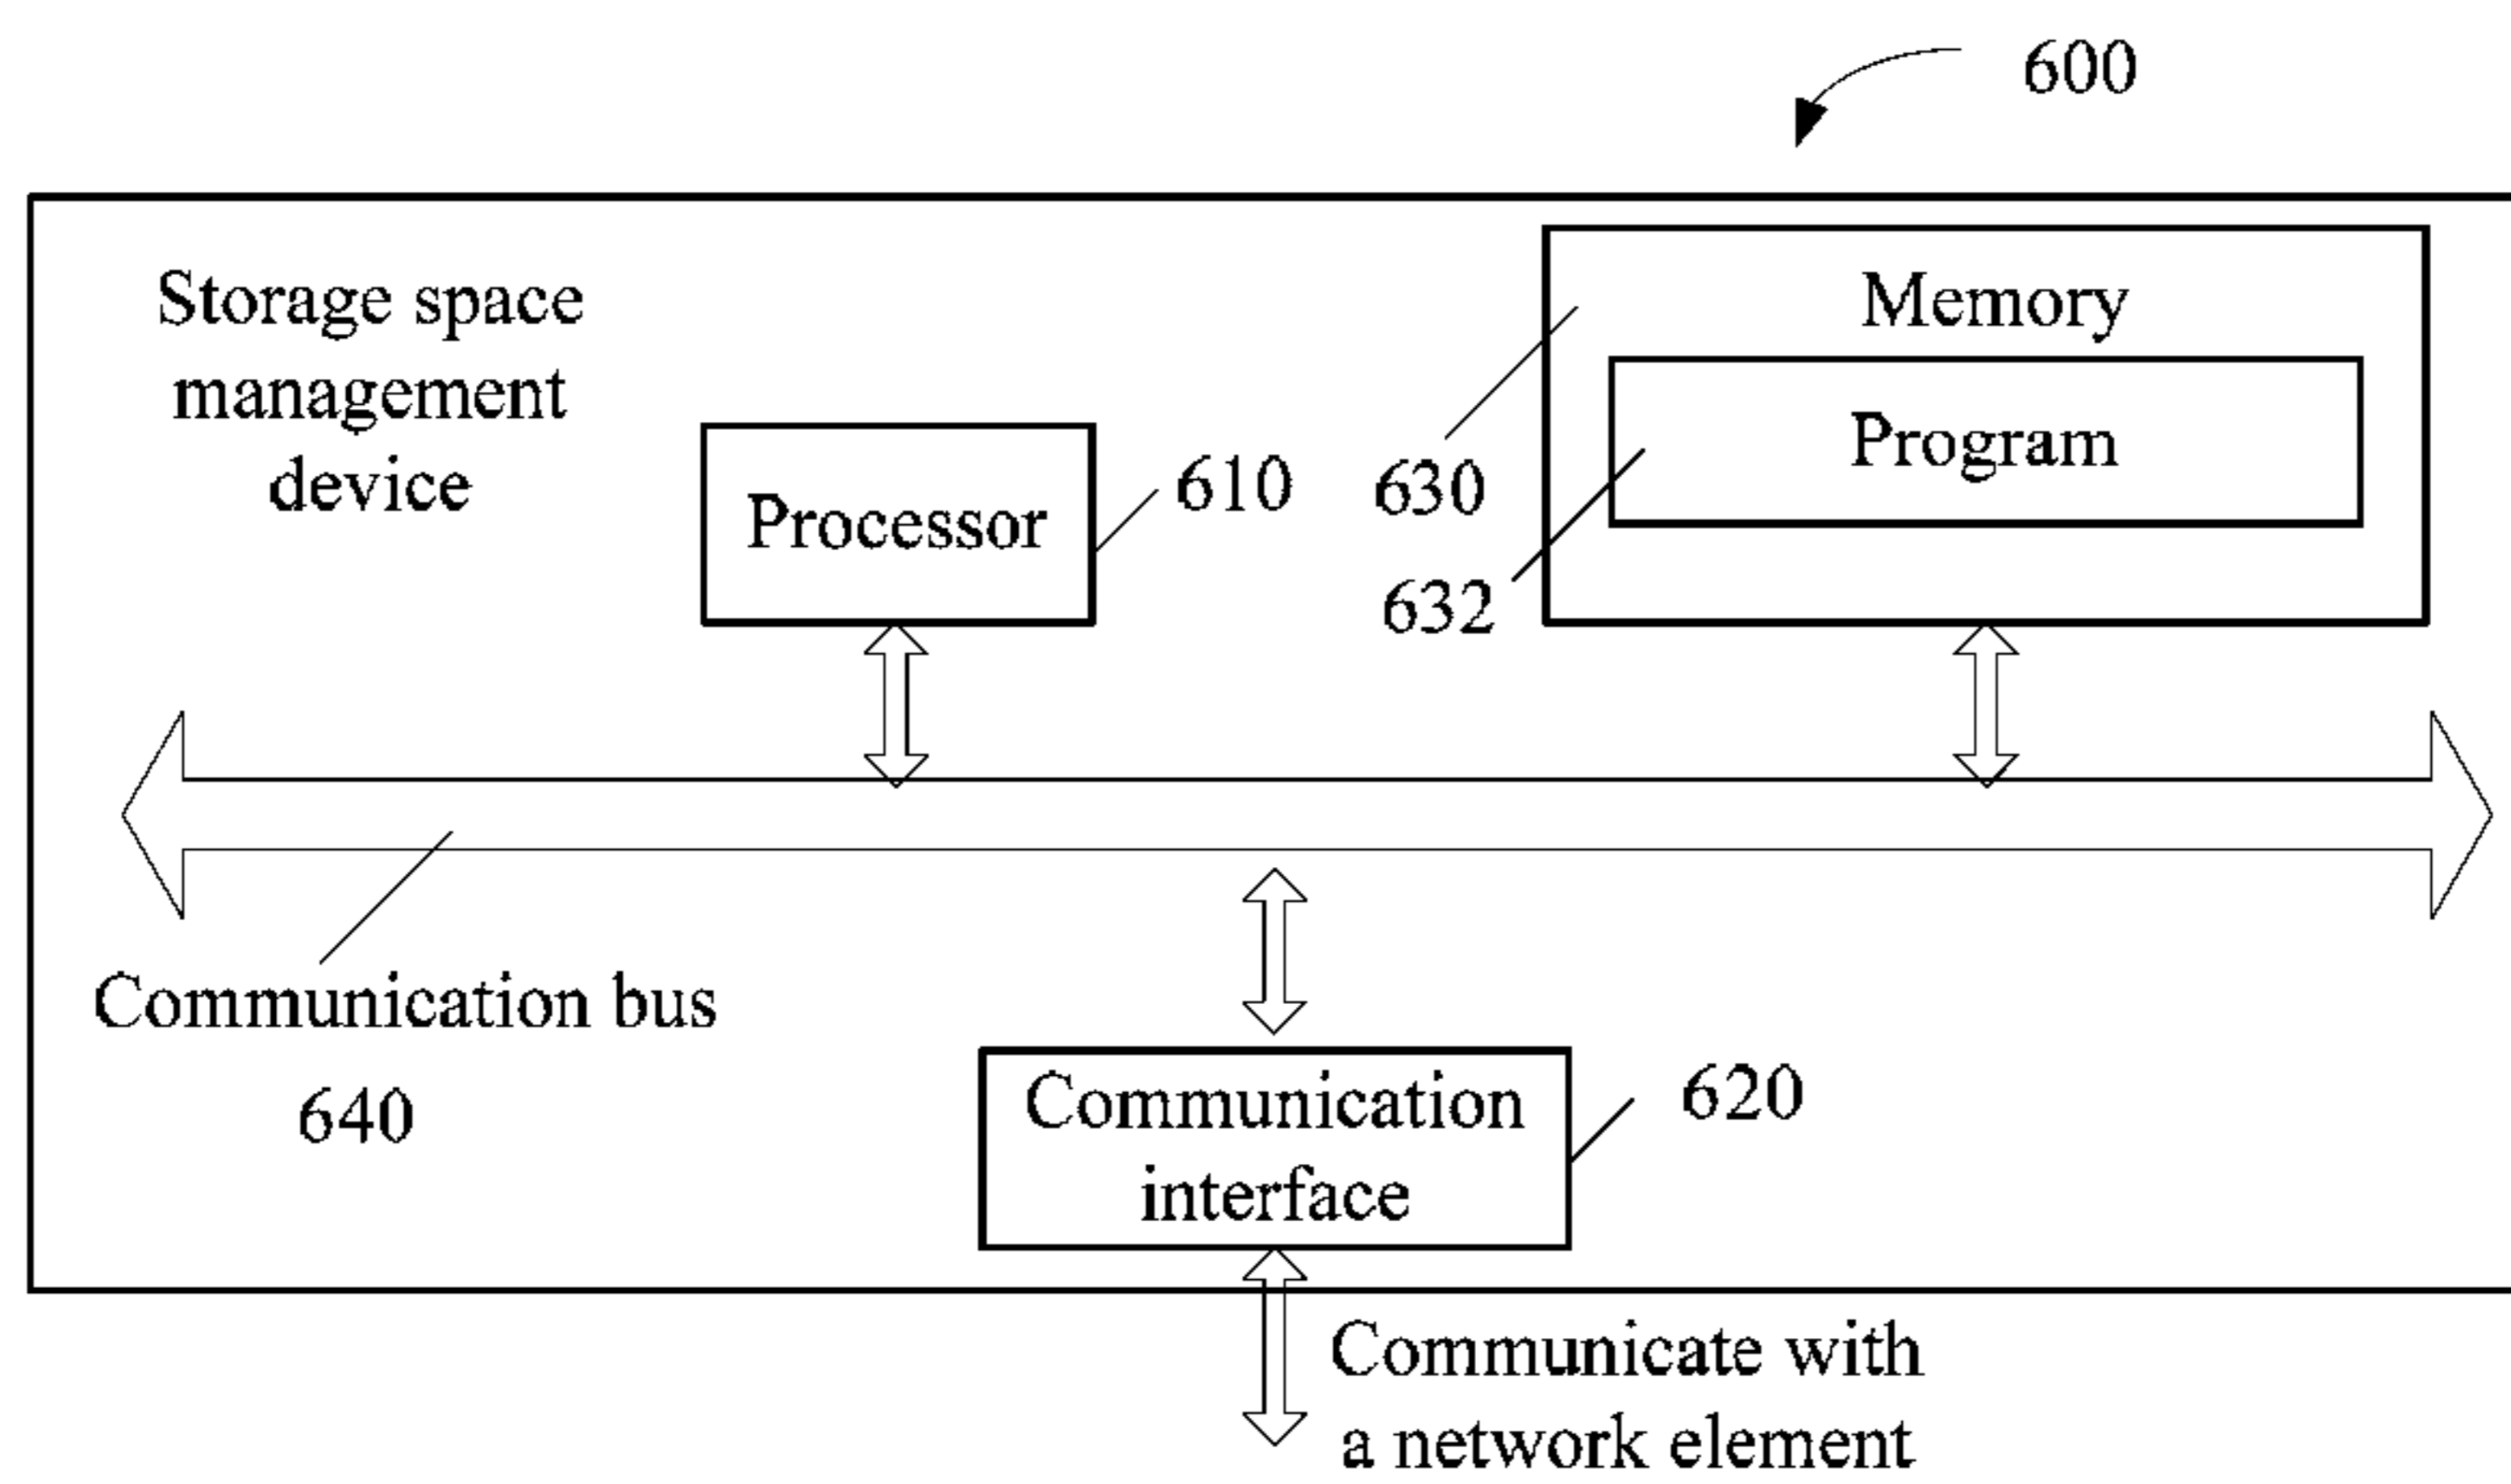 600
Storage space
management
device
Memory
Program
Processor
610
630
632
Communication bus
640
Communication
interface
620
Communicate with
a network element